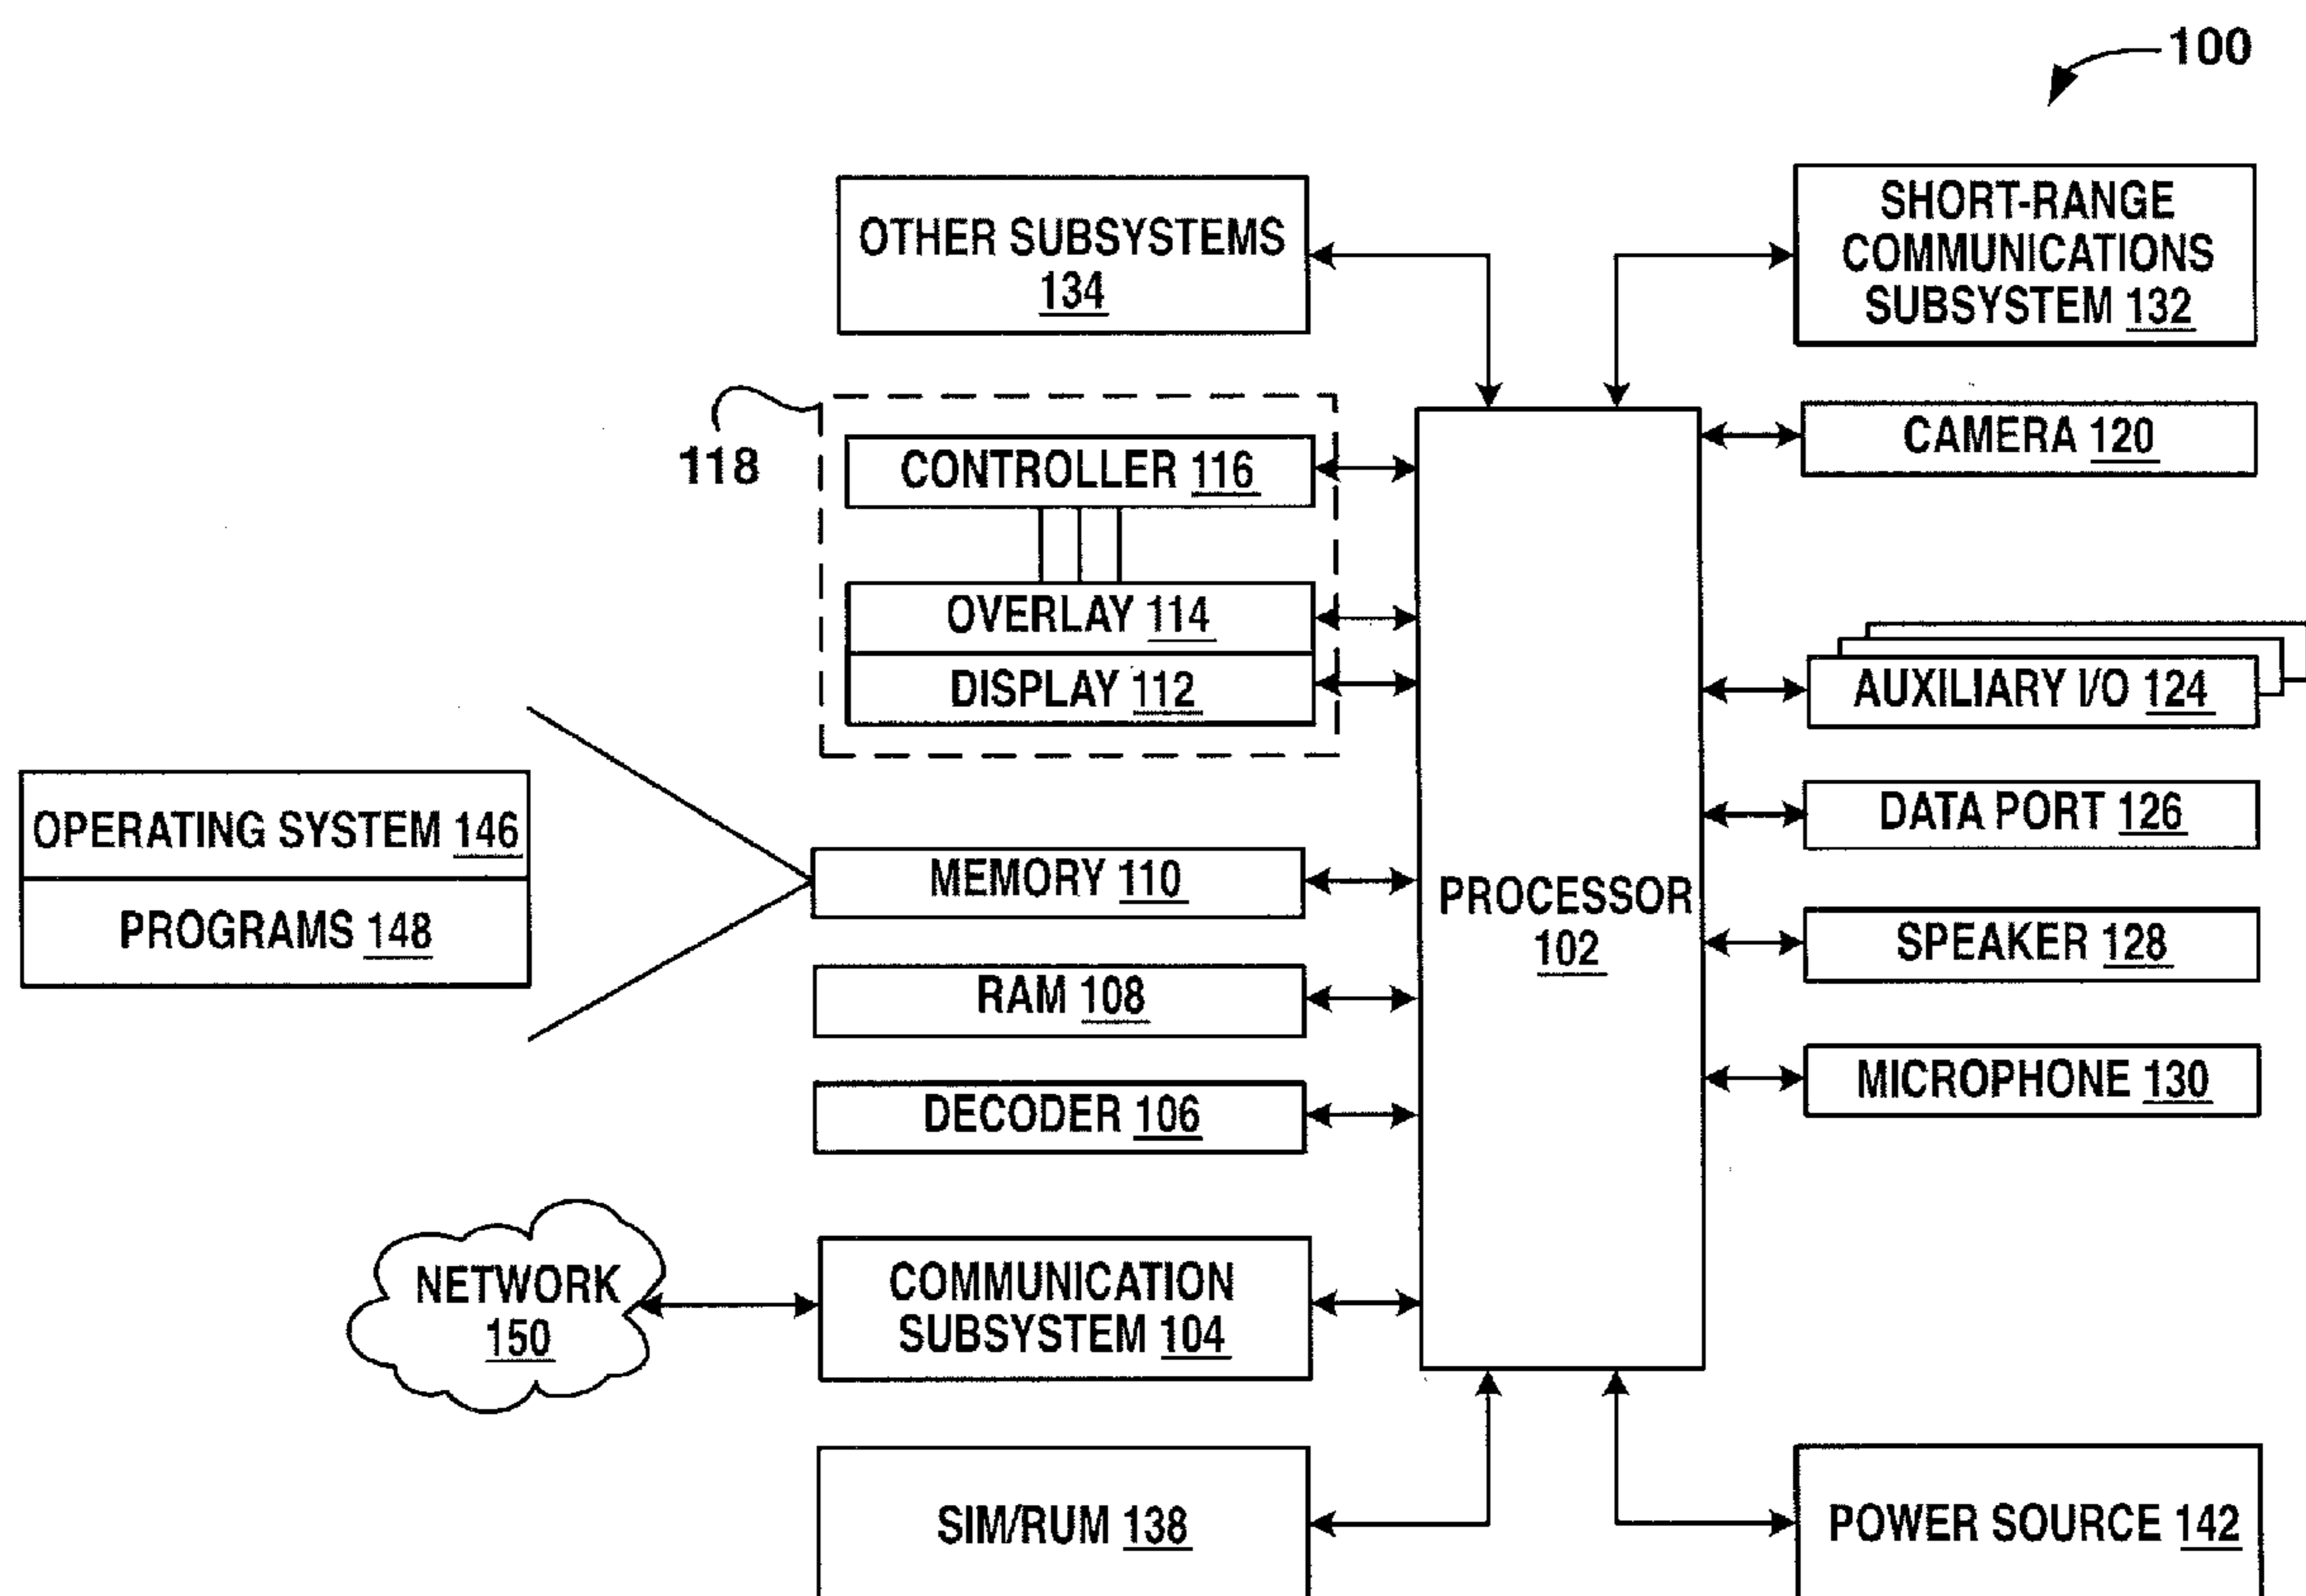 100
OTHER SUBSYSTEMS
134
SHORT-RANGE
COMMUNICATIONS
SUBSYSTEM 132
118
CONTROLLER 116
CAMERA 120
OVERLAY 114
DISPLAY 112
AUXILIARY I/O 124
OPERATING SYSTEM 146
PROGRAMS 148
MEMORY 110
PROCESSOR
102
DATA PORT 126
SPEAKER 128
RAM 108
MICROPHONE 130
DECODER 106
NETWORK
150
COMMUNICATION
SUBSYSTEM 104
SIM/RUM 138
POWER SOURCE 142